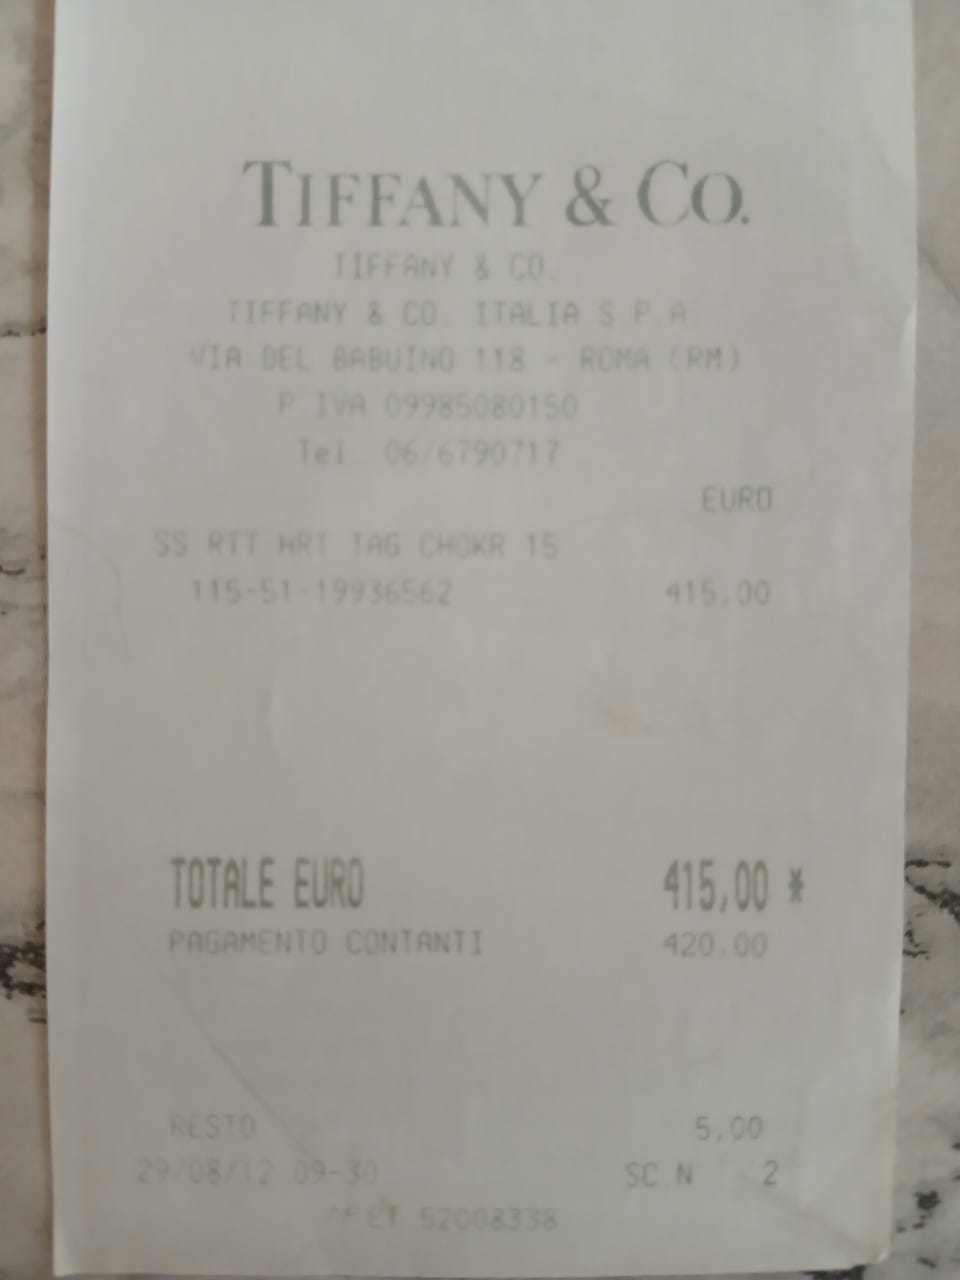 TIFFANY & CO.
TIFFANY & CO.
TIFFANY & CO. ITALIA S.P.A.
VIA DEL BABUINO 118 - ROMA (RM)
P.IVA 09985080150
Tel. 06/6790717
EURO
SS RTT HRT TAG CHOKR 15
115-51-19936562 415,00
TOTALE EURO 415,00 *
PAGAMENTO CONTANTI 420,00
RESTO 5,00
29/08/12 09-30 SC N 2
52008338